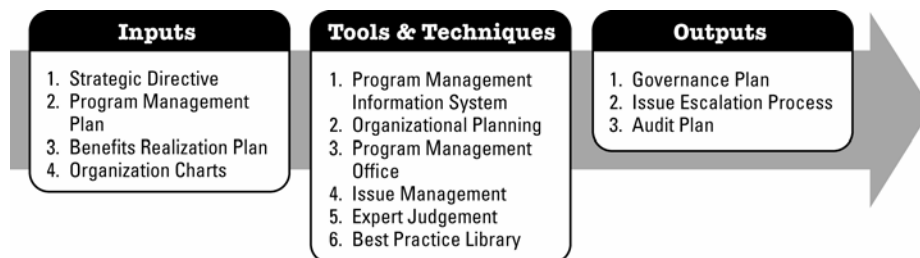 Inputs
1. Strategic Directive
2. Program Management
Plan
3. Benefits Realization Plan
4. Organization Charts
Tools & Techniques
1. Program Management
Information System
2. Organizational Planning
3. Program Management
Office
4. Issue Management
5. Expert Judgement
6. Best Practice Library
Outputs
1. Governance Plan
2. Issue Escalation Process
3. Audit Plan